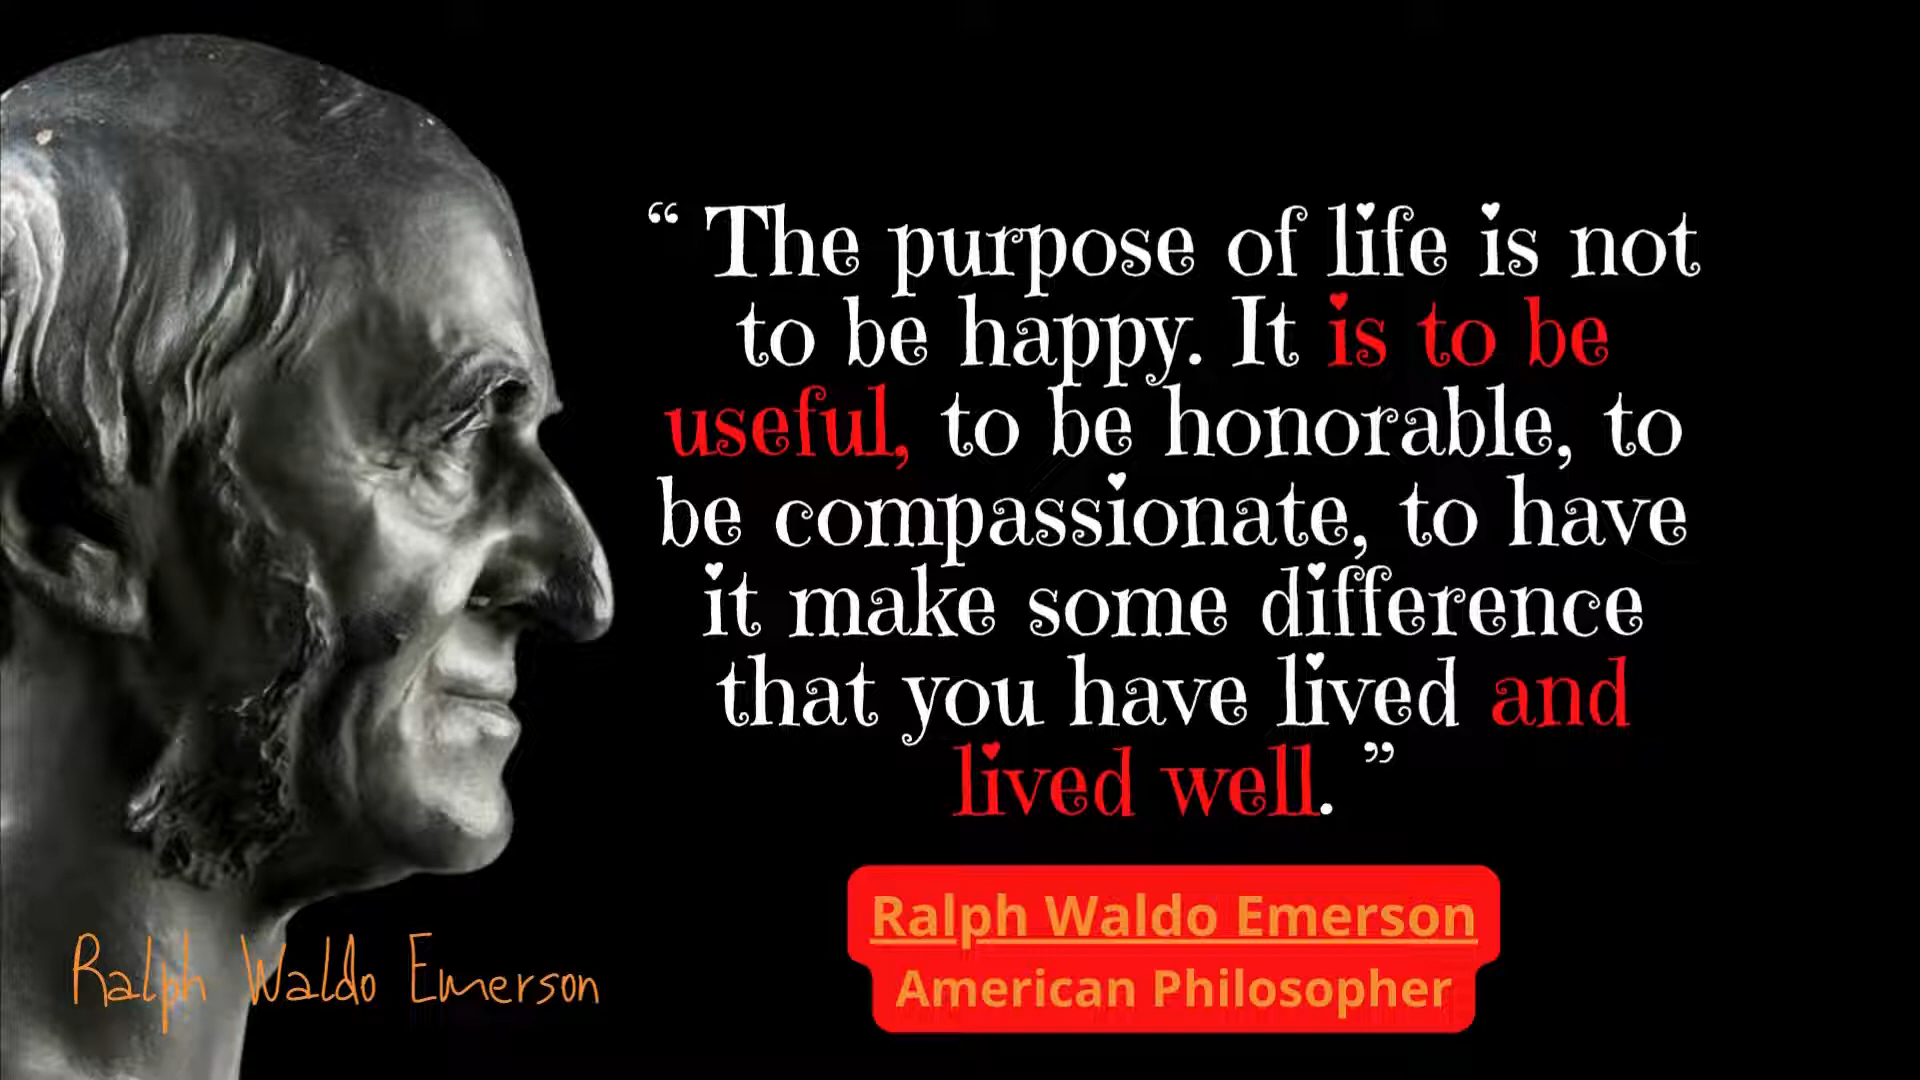 “ The purpose of life is not
to be happy. It is to be
useful, to be honorable, to
be compassionate, to have
it make some difference
that you have lived and
lived well. ”
Ralph Waldo Emerson
American Philosopher
Ralph Waldo Emerson